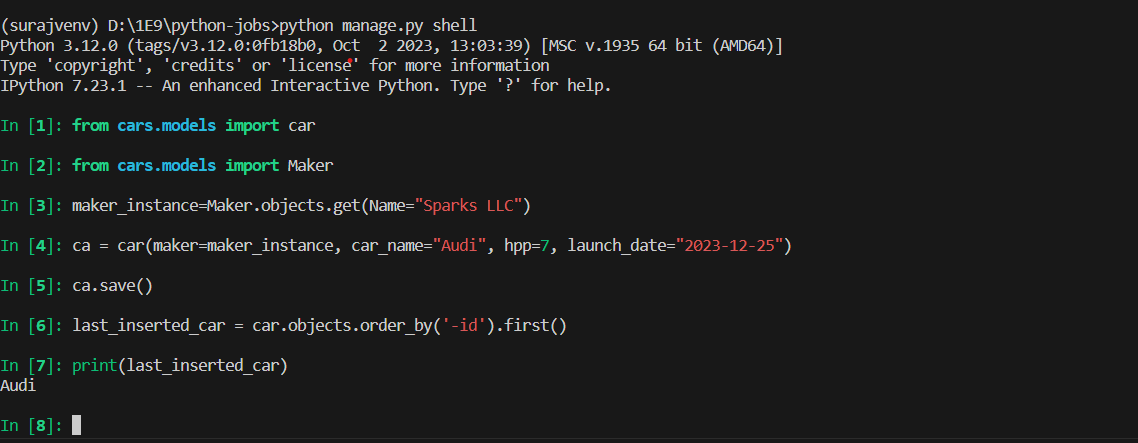 (surajvenv) D:\1E9\python-jobs>python manage.py shell
Python 3.12.0 (tags/v3.12.0:0fb18b0, Oct  2 2023, 13:03:39) [MSC v.1935 64 bit (AMD64)]
Type 'copyright', 'credits' or 'license' for more information
IPython 7.23.1 -- An enhanced Interactive Python. Type '?' for help.
In [1]: from cars.models import car
In [2]: from cars.models import Maker
In [3]: maker_instance=Maker.objects.get(Name="Sparks LLC")
In [4]: ca = car(maker=maker_instance, car_name="Audi", hpp=7, launch_date="2023-12-25")
In [5]: ca.save()
In [6]: last_inserted_car = car.objects.order_by('-id').first()
In [7]: print(last_inserted_car)
Audi
In [8]: